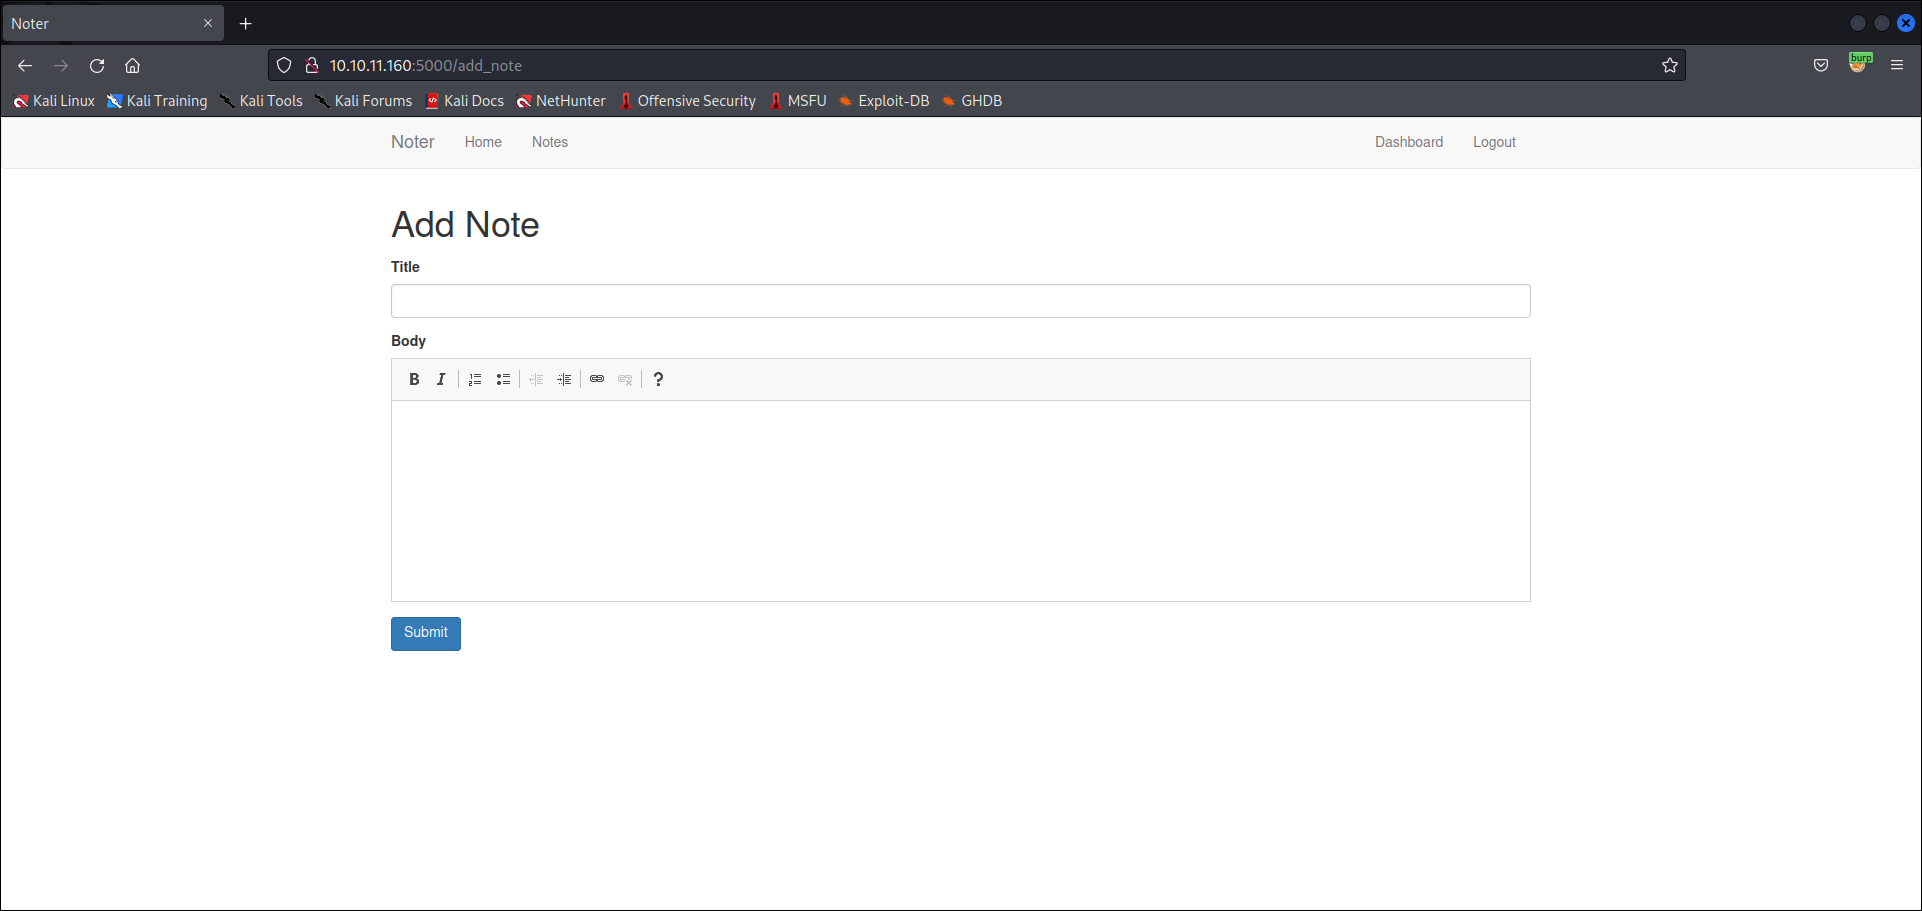 Noter
10.10.11.160:5000/add_note
burp
Kali Linux Kali Training Kali Tools Kali Forums Kali Docs NetHunter Offensive Security MSFU Exploit-DB GHDB
Noter Home Notes Dashboard Logout
Add Note
Title
Body
B I ?
Submit